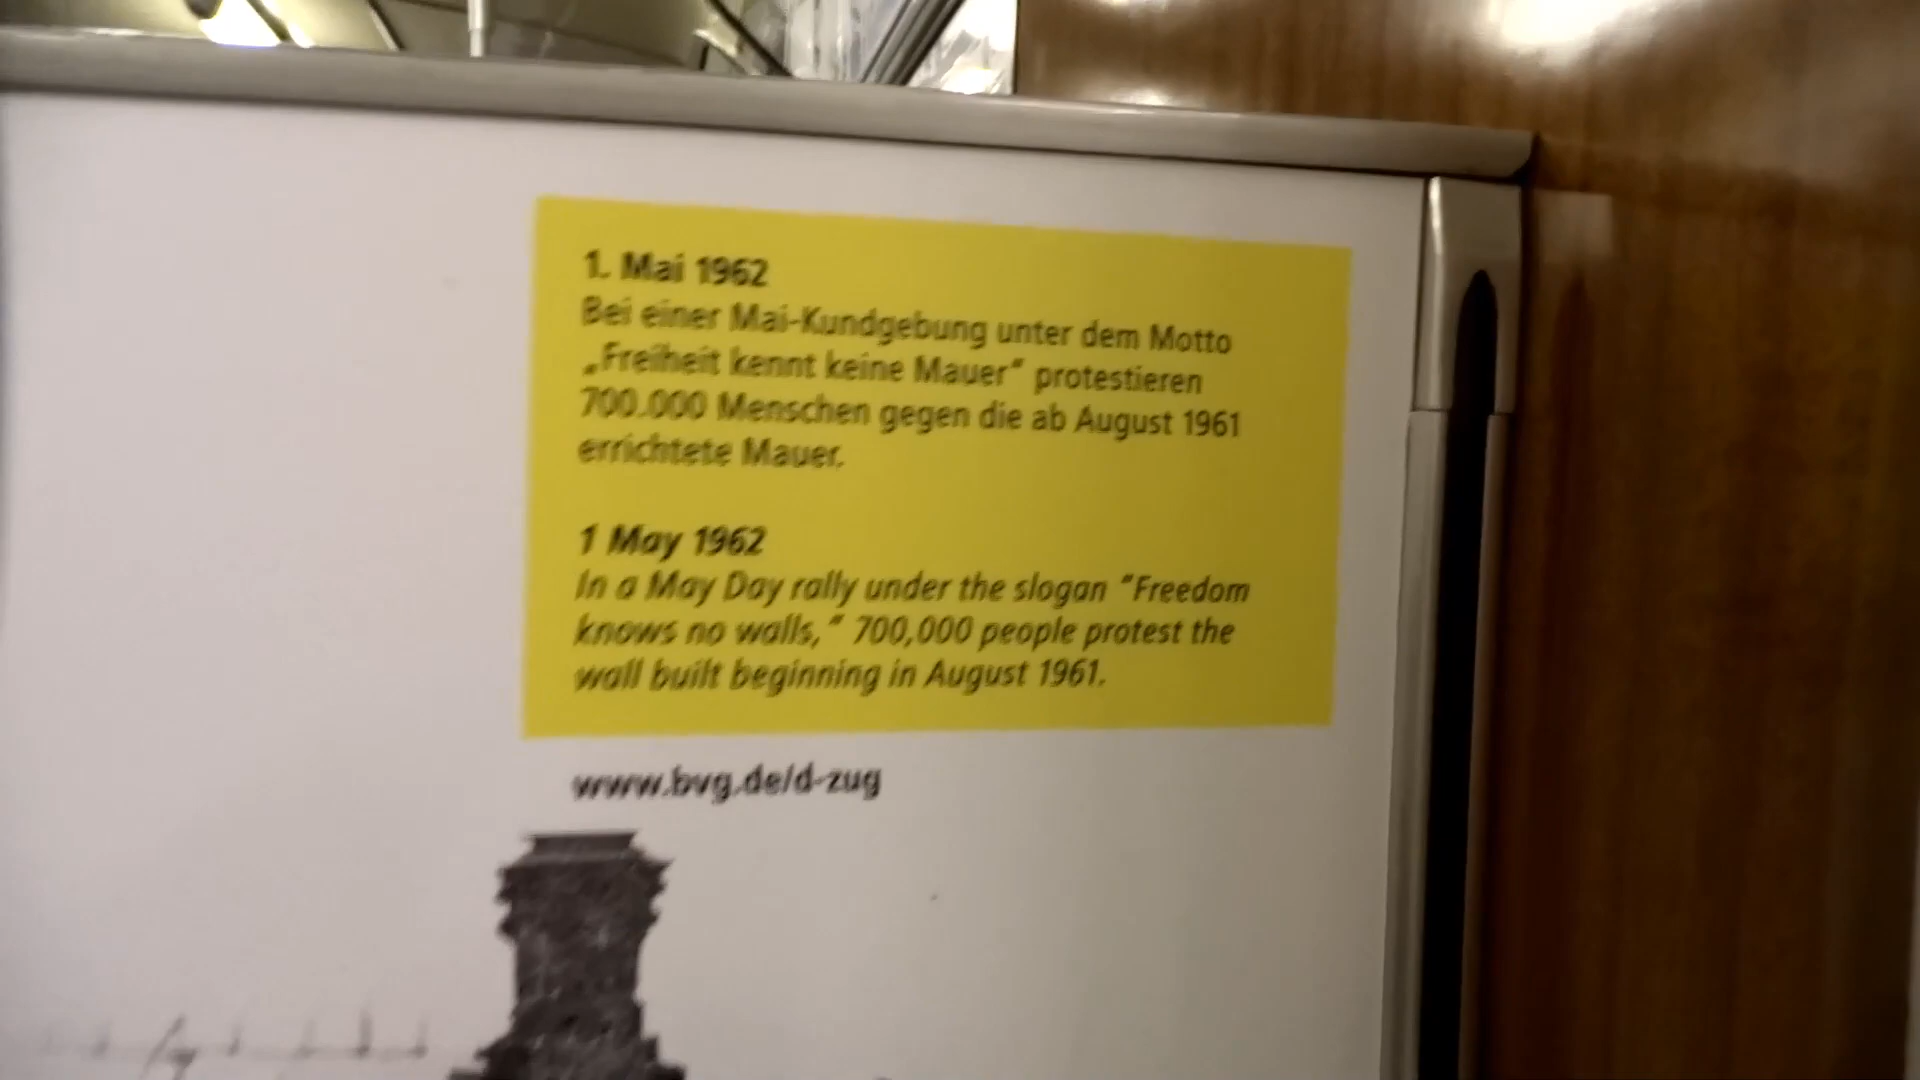 1. Mai 1962
Bei einer Mai-Kundgebung unter dem Motto
„Freiheit kennt keine Mauer“ protestieren
700.000 Menschen gegen die ab August 1961
errichtete Mauer.
1 May 1962
In a May Day rally under the slogan “Freedom
knows no walls,” 700,000 people protest the
wall built beginning in August 1961.
www.bvg.de/d-zug